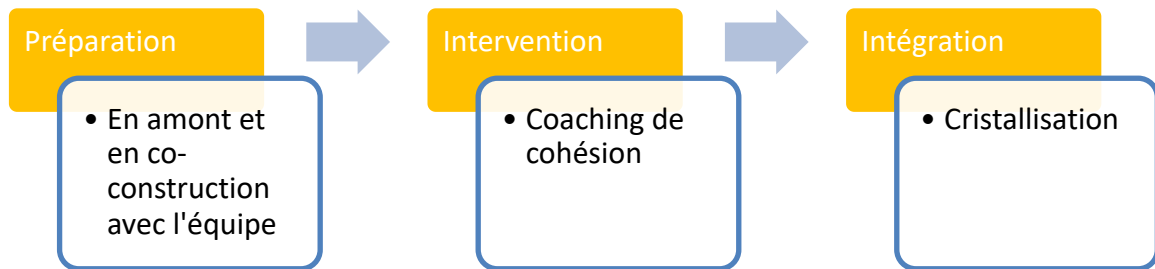 Préparation
• En amont et
en co-
construction
avec l'équipe
Intervention
• Coaching de
cohésion
Intégration
• Cristallisation